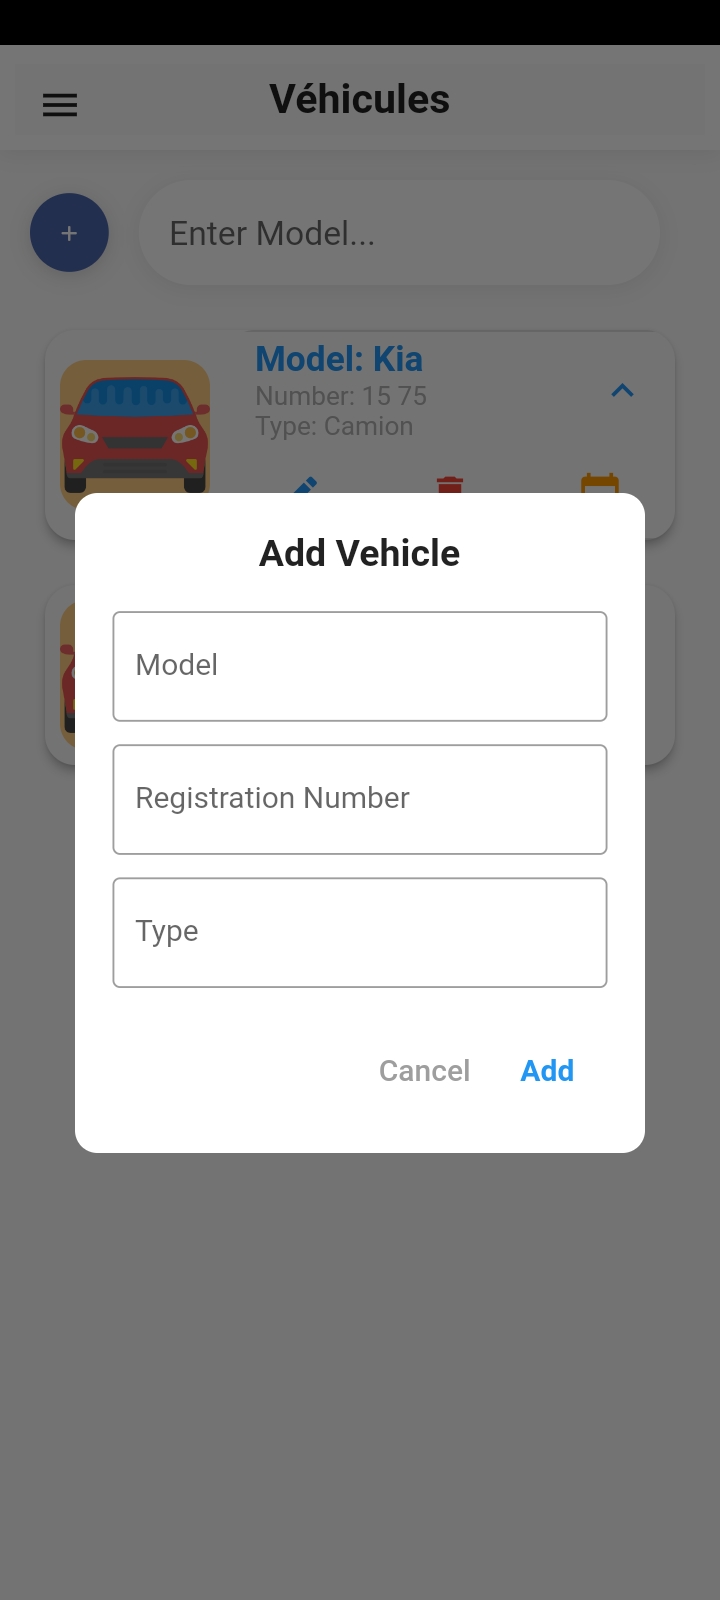 Véhicules
+
Enter Model...
Model: Kia
Number: 15 75
Type: Camion
Add Vehicle
Model
Registration Number
Type
Cancel
Add